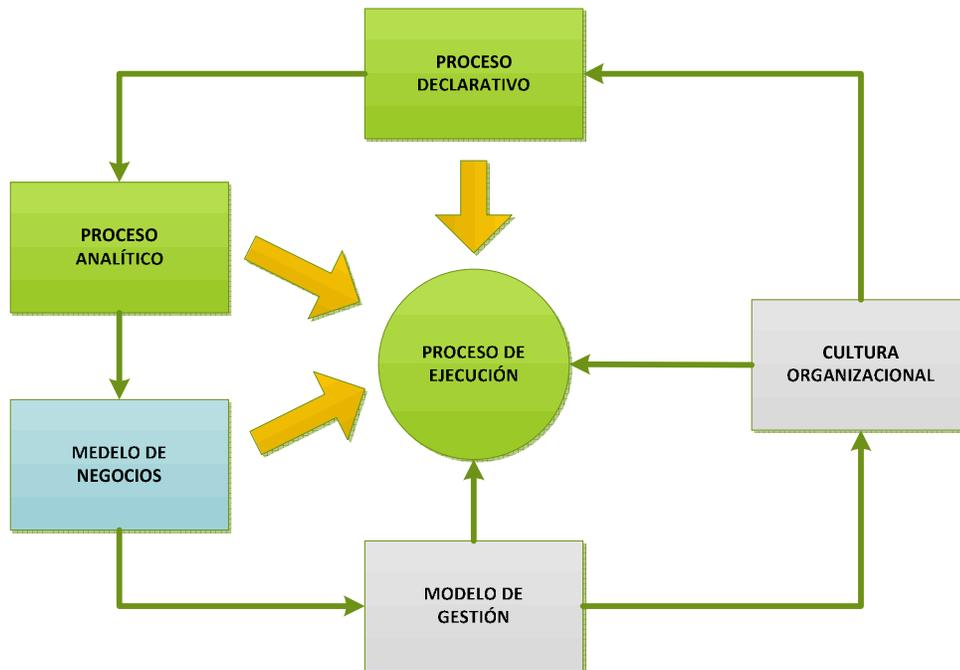 PROCESO
DECLARATIVO
PROCESO
ANALÍTICO
PROCESO DE
EJECUCIÓN
CULTURA
ORGANIZACIONAL
MEDELO DE
NEGOCIOS
MODELO DE
GESTIÓN